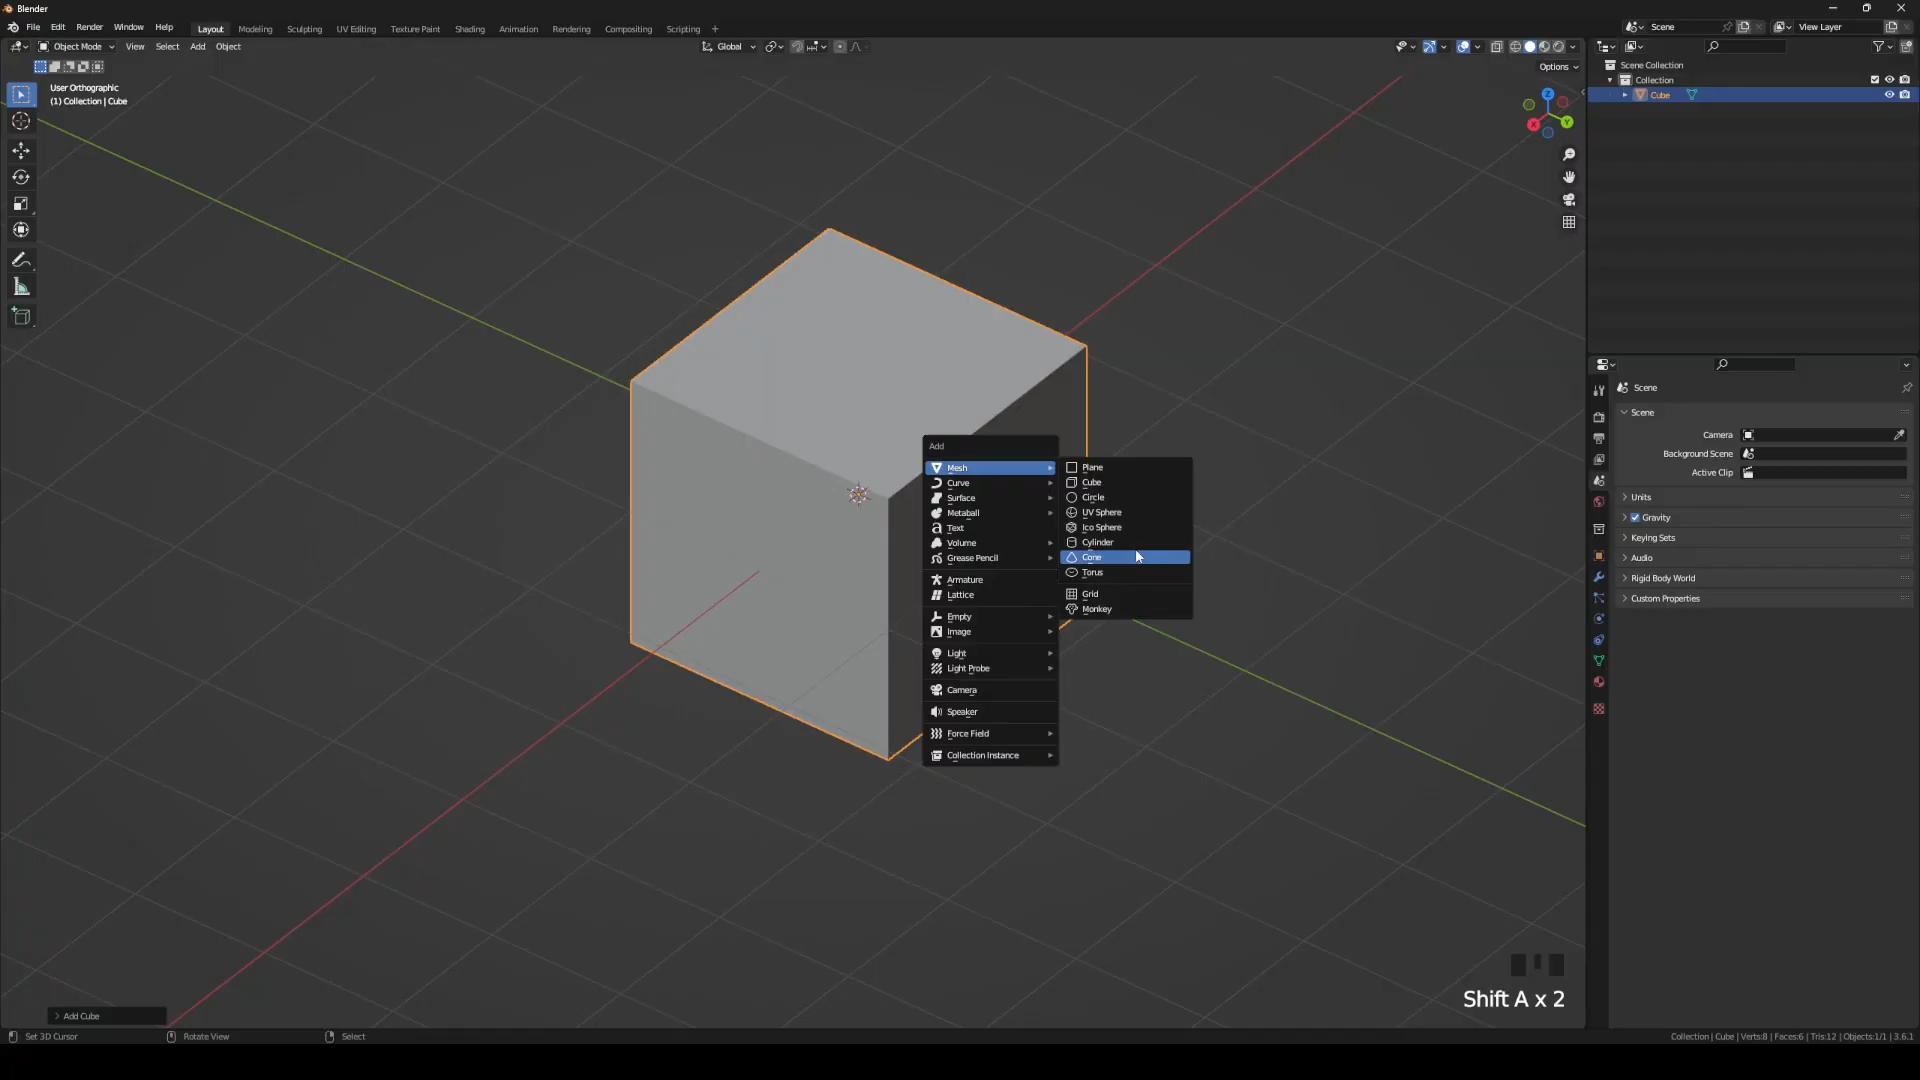 Blender
File Edit Render Window Help
Layout Modeling Sculpting UV Editing Texture Paint Shading Animation Rendering Compositing Scripting +
Scene
View Layer
Object Mode View Select Add Object
Global
Options
User Orthographic
(1) Collection | Cube
Z
X
Y
Scene Collection
Collection
Cube
Scene
Scene
Camera
Background Scene
Active Clip
Units
Gravity
Keying Sets
Audio
Rigid Body World
Custom Properties
Add
Mesh
Curve
Surface
Metaball
Text
Volume
Grease Pencil
Armature
Lattice
Empty
Image
Light
Light Probe
Camera
Speaker
Force Field
Collection Instance
Plane
Cube
Circle
UV Sphere
Ico Sphere
Cylinder
Cone
Torus
Grid
Monkey
Shift A x 2
Add Cube
Set 3D Cursor
Rotate View
Select
Collection | Cube | Verts:8 | Faces:6 | Tris:12 | Objects:1/1 | 3.6.1